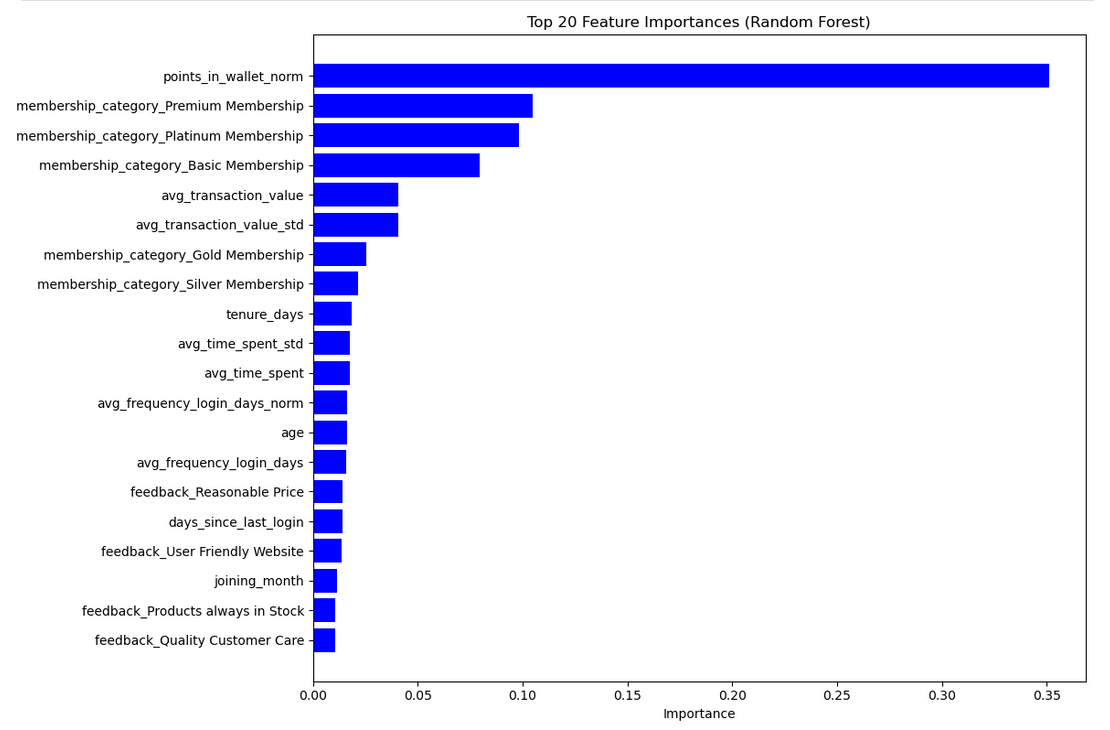 Top 20 Feature Importances (Random Forest)
points_in_wallet_norm
membership_category_Premium Membership
membership_category_Platinum Membership
membership_category_Basic Membership
avg_transaction_value
avg_transaction_value_std
membership_category_Gold Membership
membership_category_Silver Membership
tenure_days
avg_time_spent_std
avg_time_spent
avg_frequency_login_days_norm
age
avg_frequency_login_days
feedback_Reasonable Price
days_since_last_login
feedback_User Friendly Website
joining_month
feedback_Products always in Stock
feedback_Quality Customer Care
0.00 0.05 0.10 0.15 0.20 0.25 0.30 0.35
Importance